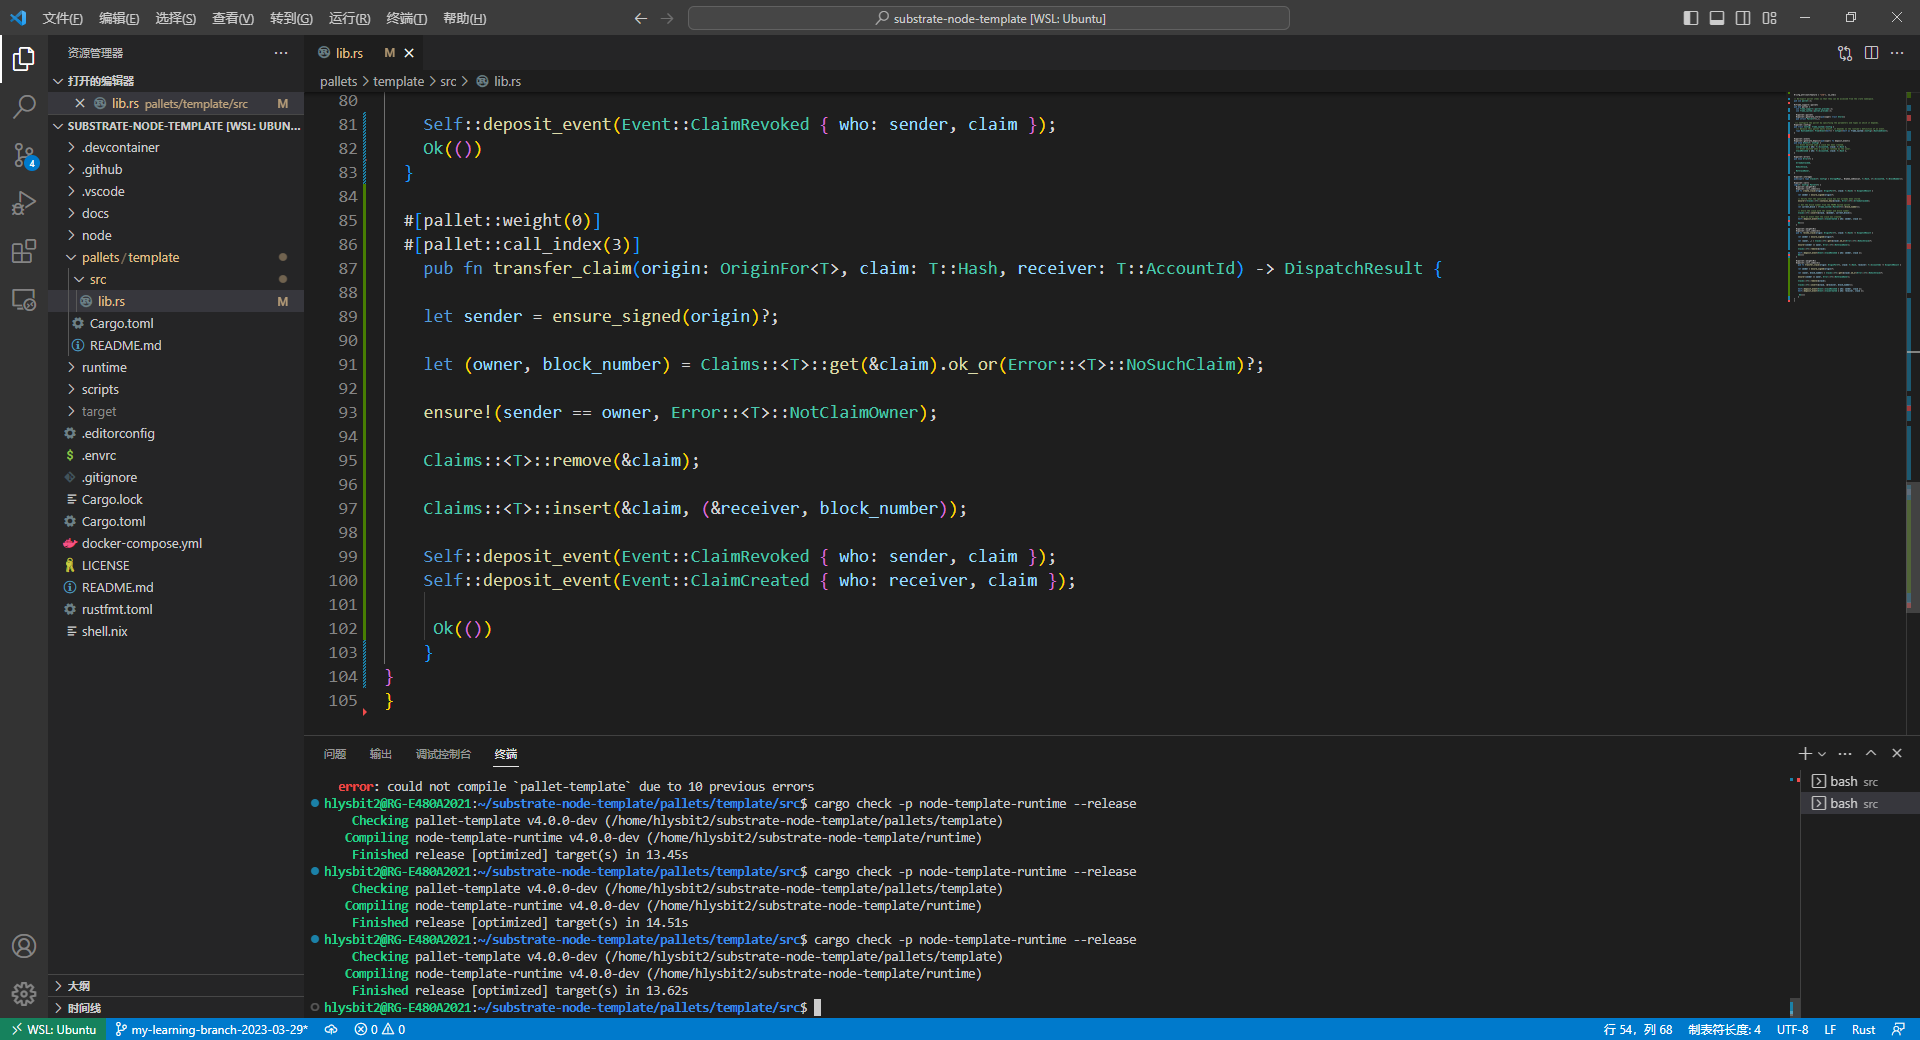 文件(F) 编辑(E) 选择(S) 查看(V) 转到(G) 运行(R) 终端(T) 帮助(H)
substrate-node-template [WSL: Ubuntu]
资源管理器
打开的编辑器
lib.rs pallets/template/src M
SUBSTRATE-NODE-TEMPLATE [WSL: UBUN...
.devcontainer
.github
.vscode
4
docs
node
pallets / template
src
lib.rs M
Cargo.toml
README.md
runtime
scripts
target
.editorconfig
.envrc
.gitignore
Cargo.lock
Cargo.toml
docker-compose.yml
LICENSE
README.md
rustfmt.toml
shell.nix
大纲
时间线
lib.rs M
pallets > template > src > lib.rs
80
81 Self::deposit_event(Event::ClaimRevoked { who: sender, claim });
82 Ok(())
83 }
84
85 #[pallet::weight(0)]
86 #[pallet::call_index(3)]
87 pub fn transfer_claim(origin: OriginFor<T>, claim: T::Hash, receiver: T::AccountId) -> DispatchResult {
88
89 let sender = ensure_signed(origin)?;
90
91 let (owner, block_number) = Claims::<T>::get(&claim).ok_or(Error::<T>::NoSuchClaim)?;
92
93 ensure!(sender == owner, Error::<T>::NotClaimOwner);
94
95 Claims::<T>::remove(&claim);
96
97 Claims::<T>::insert(&claim, (&receiver, block_number));
98
99 Self::deposit_event(Event::ClaimRevoked { who: sender, claim });
100 Self::deposit_event(Event::ClaimCreated { who: receiver, claim });
101
102 Ok(())
103 }
104 }
105 }
问题 输出 调试控制台 终端
error: could not compile `pallet-template` due to 10 previous errors
hlysbit2@RG-E480A2021:~/substrate-node-template/pallets/template/src$ cargo check -p node-template-runtime --release
Checking pallet-template v4.0.0-dev (/home/hlysbit2/substrate-node-template/pallets/template)
Compiling node-template-runtime v4.0.0-dev (/home/hlysbit2/substrate-node-template/runtime)
Finished release [optimized] target(s) in 13.45s
hlysbit2@RG-E480A2021:~/substrate-node-template/pallets/template/src$ cargo check -p node-template-runtime --release
Checking pallet-template v4.0.0-dev (/home/hlysbit2/substrate-node-template/pallets/template)
Compiling node-template-runtime v4.0.0-dev (/home/hlysbit2/substrate-node-template/runtime)
Finished release [optimized] target(s) in 14.51s
hlysbit2@RG-E480A2021:~/substrate-node-template/pallets/template/src$ cargo check -p node-template-runtime --release
Checking pallet-template v4.0.0-dev (/home/hlysbit2/substrate-node-template/pallets/template)
Compiling node-template-runtime v4.0.0-dev (/home/hlysbit2/substrate-node-template/runtime)
Finished release [optimized] target(s) in 13.62s
hlysbit2@RG-E480A2021:~/substrate-node-template/pallets/template/src$
bash src
bash src
WSL: Ubuntu my-learning-branch-2023-03-29* 0 0 行 54，列 68 制表符长度: 4 UTF-8 LF Rust